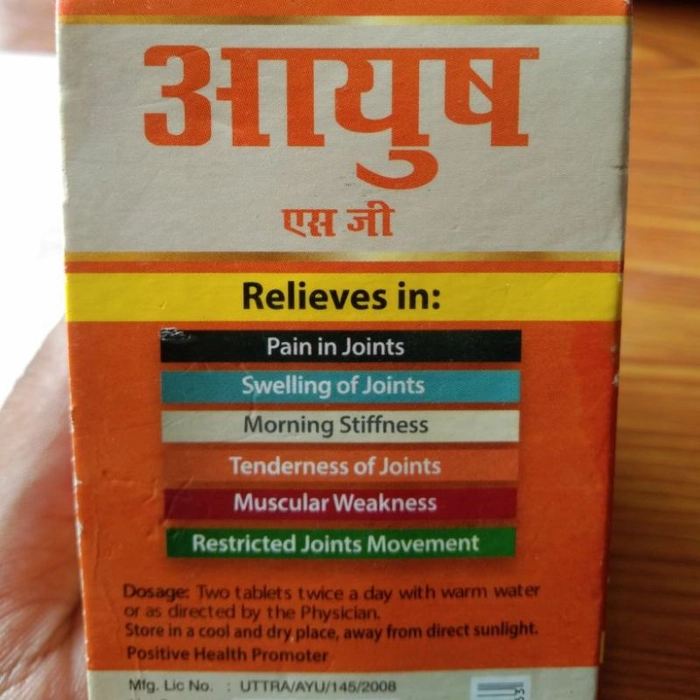 आयुष
एस जी
Relieves in:
Pain in Joints
Swelling of Joints
Morning Stiffness
Tenderness of Joints
Muscular Weakness
Restricted Joints Movement
Dosage: Two tablets twice a day with warm water
or as directed by the Physician.
Store in a cool and dry place, away from direct sunlight.
Positive Health Promoter
Mfg. Lic No. : UTTRA/AYU/145/2008